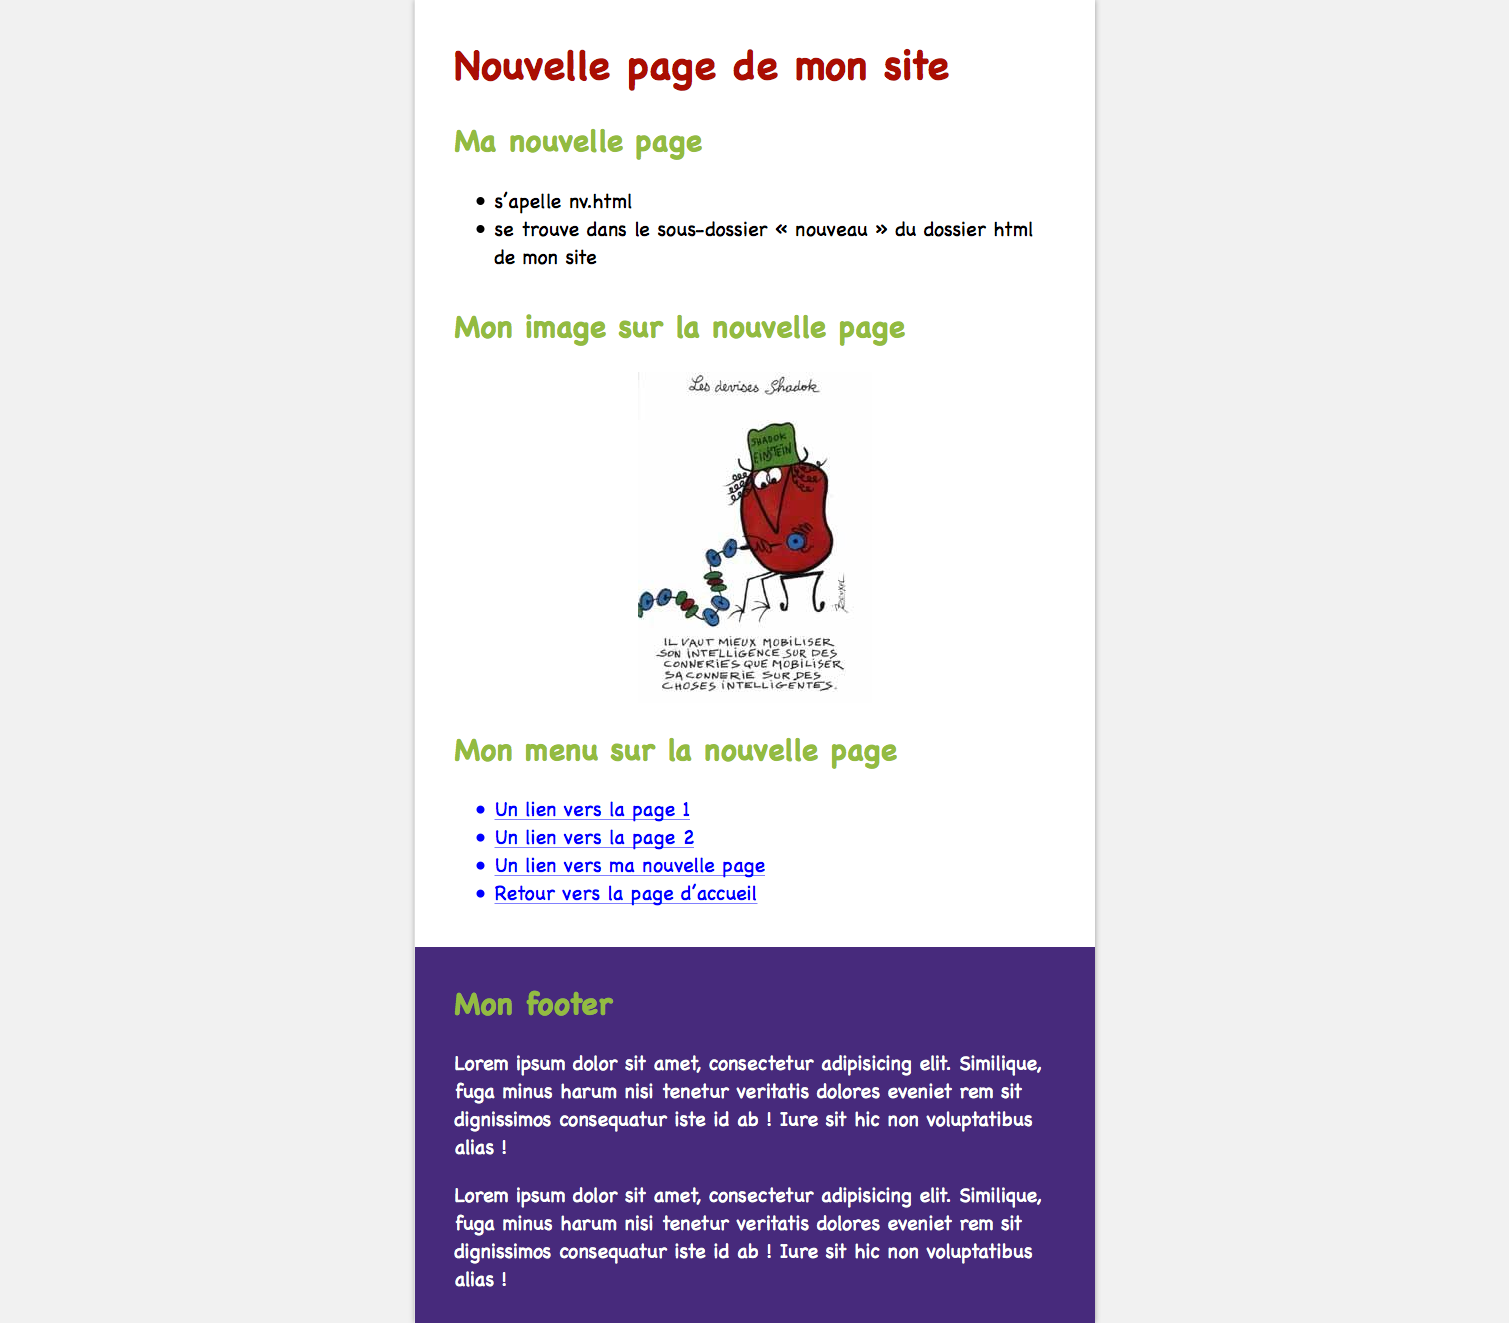 Nouvelle page de mon site
Ma nouvelle page
s'apelle nv.html
se trouve dans le sous-dossier « nouveau » du dossier html
de mon site
Mon image sur la nouvelle page
Les devises Shadok
SHADOK
EINSTEIN
IL VAUT MIEUX MOBILISER
SON INTELLIGENCE SUR DES
CONNERIES QUE MOBILISER
SA CONNERIE SUR DES
CHOSES INTELLIGENTES.
Mon menu sur la nouvelle page
Un lien vers la page 1
Un lien vers la page 2
Un lien vers ma nouvelle page
Retour vers la page d'accueil
Mon footer
Lorem ipsum dolor sit amet, consectetur adipisicing elit. Similique,
fuga minus harum nisi tenetur veritatis dolores eveniet rem sit
dignissimos consequatur iste id ab ! Iure sit hic non voluptatibus
alias !
Lorem ipsum dolor sit amet, consectetur adipisicing elit. Similique,
fuga minus harum nisi tenetur veritatis dolores eveniet rem sit
dignissimos consequatur iste id ab ! Iure sit hic non voluptatibus
alias !